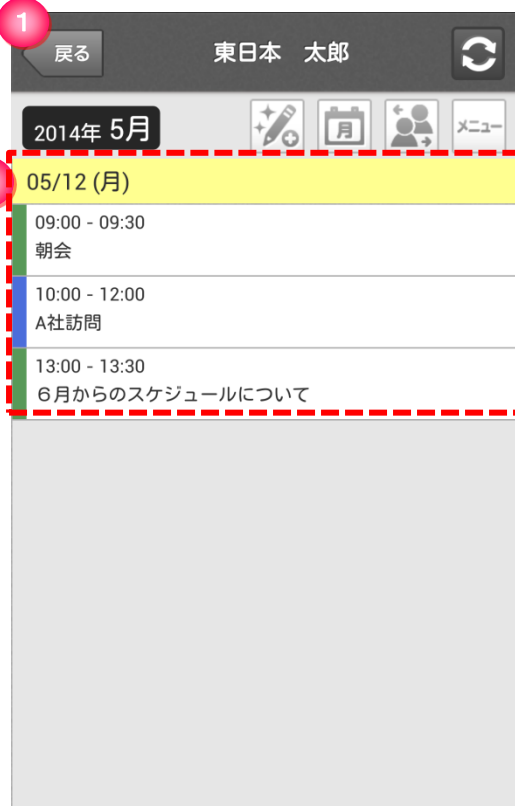 1
戻る
東日本　太郎
2014年 5月
月
メニュー
05/12 (月)
09:00 - 09:30
朝会
10:00 - 12:00
A社訪問
13:00 - 13:30
６月からのスケジュールについて